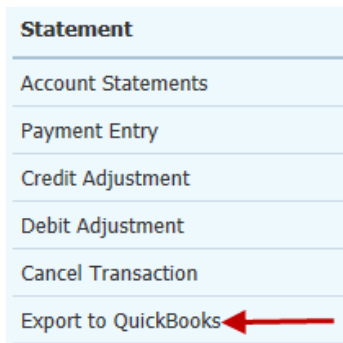 Statement
Account Statements
Payment Entry
Credit Adjustment
Debit Adjustment
Cancel Transaction
Export to QuickBooks